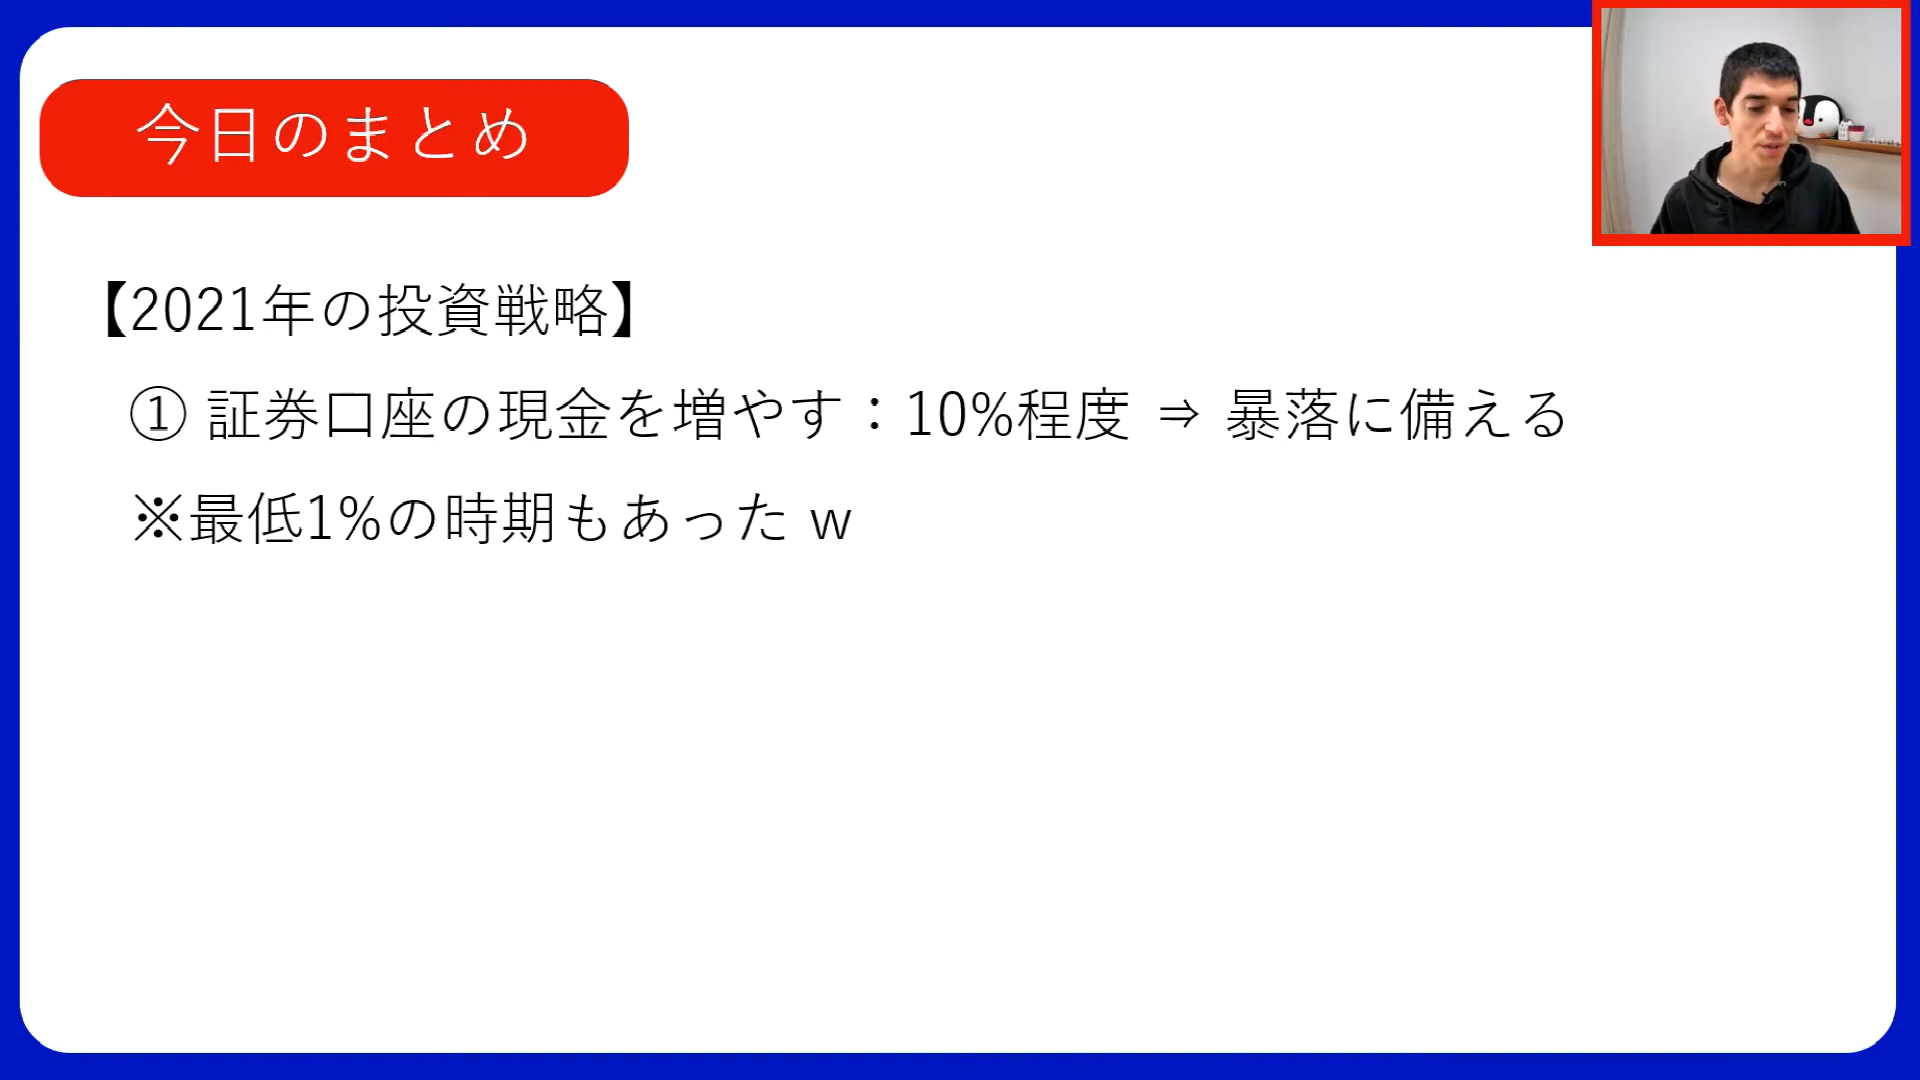 今日のまとめ
【2021年の投資戦略】
① 証券口座の現金を増やす：10%程度 ⇒ 暴落に備える
※最低1%の時期もあった w